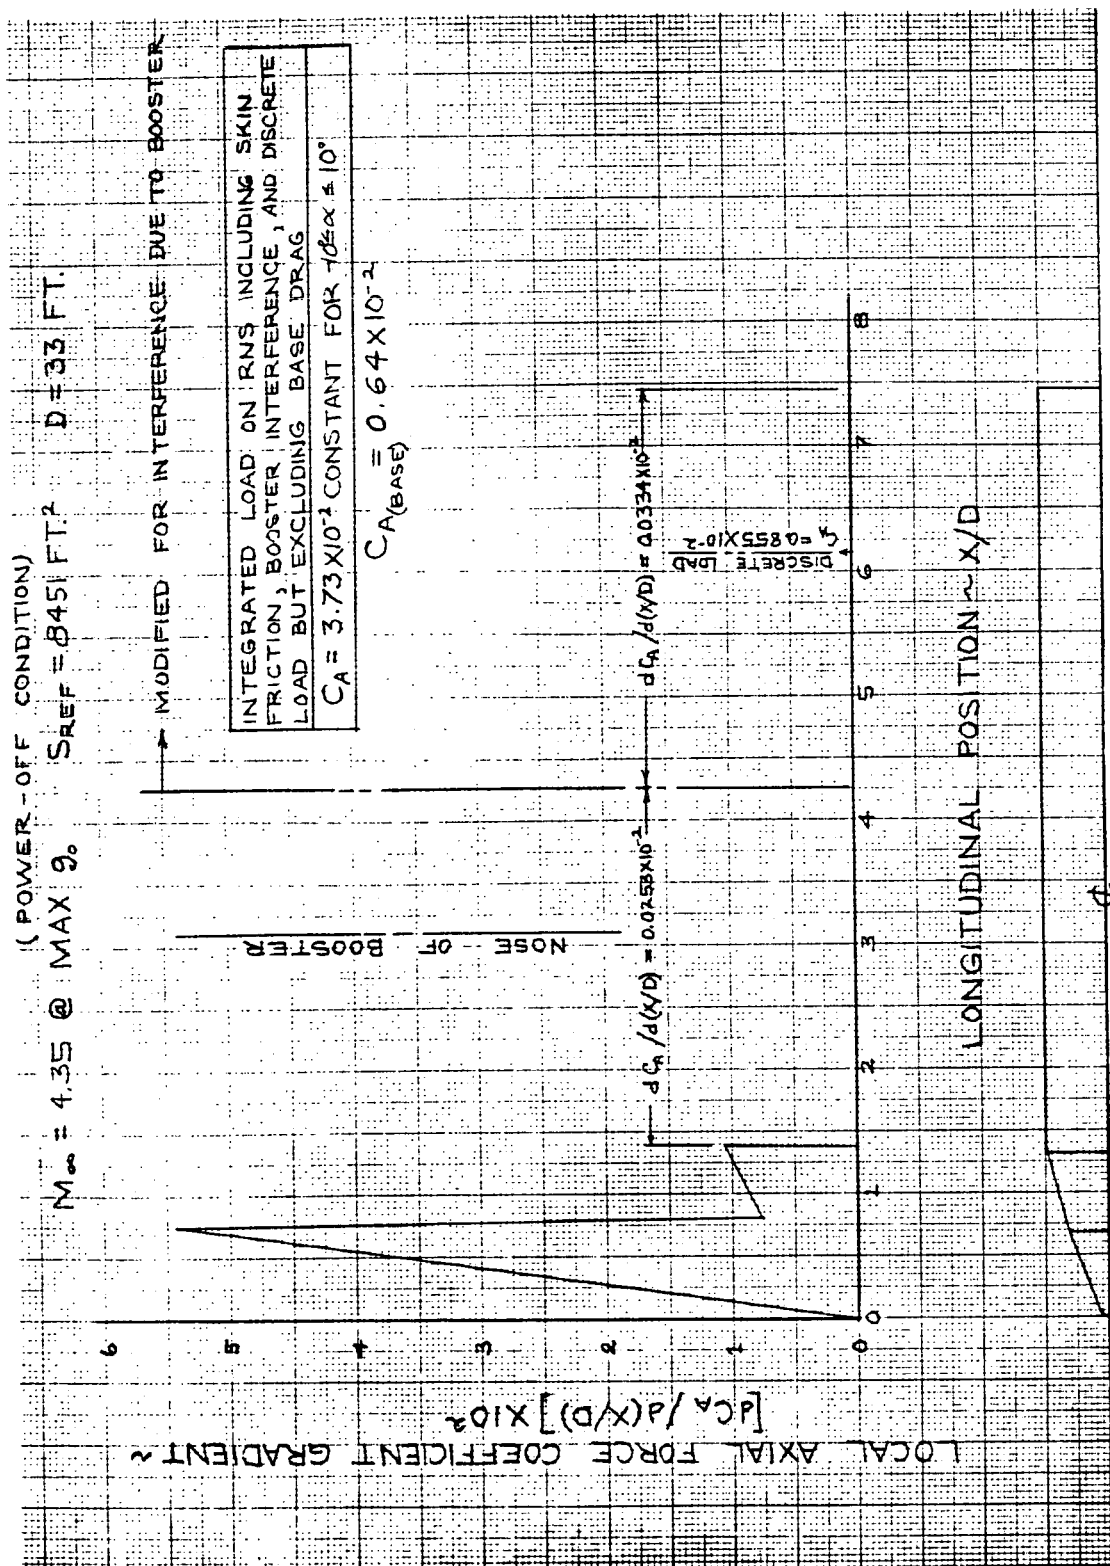 (POWER-OFF CONDITION)
M∞ = 4.35 @ MAX q₀ SREF = 8451 FT.² D = 33 FT.
MODIFIED FOR INTERFERENCE DUE TO BOOSTER
INTEGRATED LOAD ON RNS INCLUDING SKIN
FRICTION, BOOSTER INTERFERENCE, AND DISCRETE
LOAD BUT EXCLUDING BASE DRAG
CA = 3.73X10⁻² CONSTANT FOR -10°≤α≤10°
CA(BASE) = 0.64X10⁻²
NOSE OF BOOSTER
dCA/d(X/D) = 0.0253X10⁻²
dCA/d(X/D) = 0.0334X10⁻²
DISCRETE LOAD
CA = 0.855X10⁻²
LOCAL AXIAL FORCE COEFFICIENT GRADIENT ~
[dCA/d(X/D)] X10²
6
5
4
3
2
1
0
0 1 2 3 4 5 6 7 8
LONGITUDINAL POSITION ~ X/D